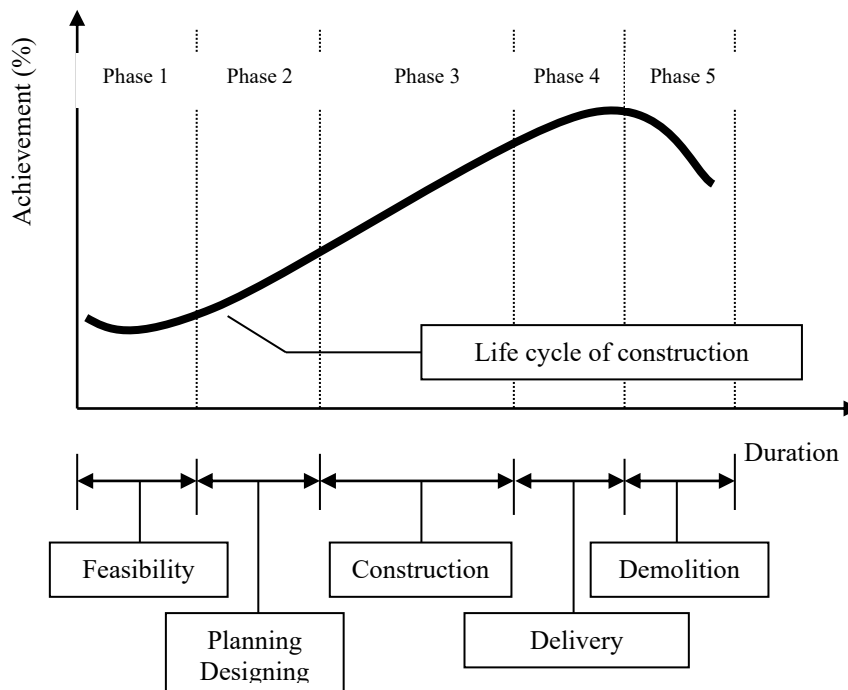 Achievement (%)
Phase 1
Phase 2
Phase 3
Phase 4
Phase 5
Life cycle of construction
Duration
Feasibility
Construction
Demolition
Planning
Designing
Delivery